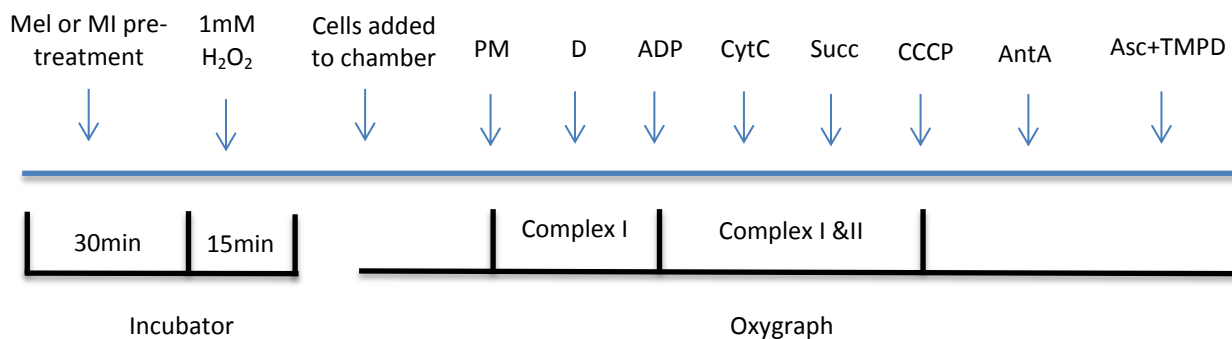 Mel or MI pre-
treatment
1mM
H₂O₂
Cells added
to chamber
PM
D
ADP
CytC
Succ
CCCP
AntA
Asc+TMPD
30min
15min
Complex I
Complex I &II
Incubator
Oxygraph